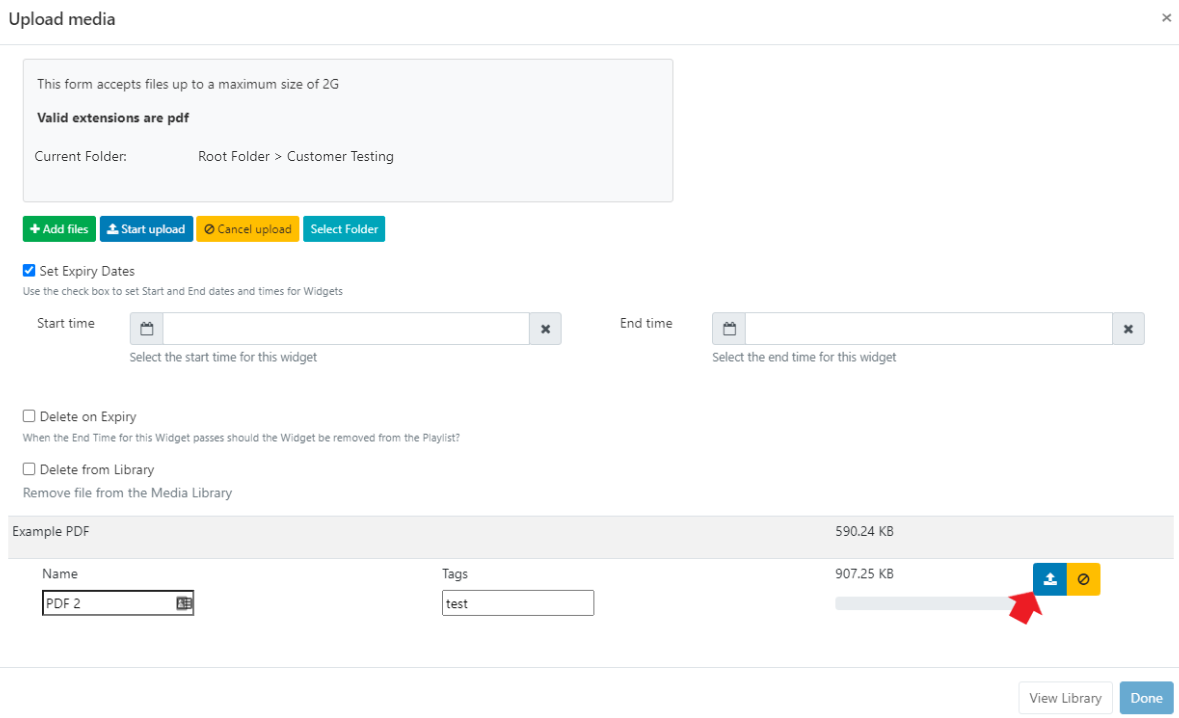 Upload media
×
This form accepts files up to a maximum size of 2G
Valid extensions are pdf
Current Folder: Root Folder > Customer Testing
Add files Start upload Cancel upload Select Folder
Set Expiry Dates
Use the check box to set Start and End dates and times for Widgets
Start time End time
Select the start time for this widget Select the end time for this widget
Delete on Expiry
When the End Time for this Widget passes should the Widget be removed from the Playlist?
Delete from Library
Remove file from the Media Library
Example PDF 590.24 KB
Name Tags 907.25 KB
PDF 2 test
View Library Done